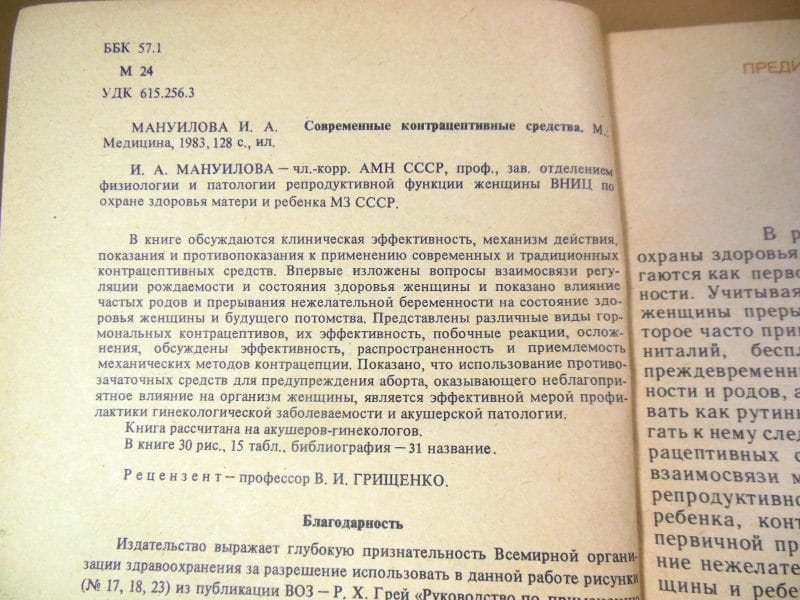 ББК 57.1
М 24
УДК 615.256.3
МАНУИЛОВА И. А. Современные контрацептивные средства. М.:
Медицина, 1983, 128 с., ил.
И. А. МАНУИЛОВА — чл.-корр. АМН СССР, проф., зав. отделением
физиологии и патологии репродуктивной функции женщины ВНИЦ по
охране здоровья матери и ребенка МЗ СССР.
В книге обсуждаются клиническая эффективность, механизм действия,
показания и противопоказания к применению современных и традиционных
контрацептивных средств. Впервые изложены вопросы взаимосвязи регу-
ляции рождаемости и состояния здоровья женщины и показано влияние
частых родов и прерывания нежелательной беременности на состояние здо-
ровья женщины и будущего потомства. Представлены различные виды гор-
мональных контрацептивов, их эффективность, побочные реакции, ослож-
нения, обсуждены эффективность, распространенность и приемлемость
механических методов контрацепции. Показано, что использование противо-
зачаточных средств для предупреждения аборта, оказывающего неблагопри-
ятное влияние на организм женщины, является эффективной мерой профи-
лактики гинекологической заболеваемости и акушерской патологии.
Книга рассчитана на акушеров-гинекологов.
В книге 30 рис., 15 табл., библиография — 31 название.
Рецензент — профессор В. И. ГРИЩЕНКО.
Благодарность
Издательство выражает глубокую признательность Всемирной органи-
зации здравоохранения за разрешение использовать в данной работе рисунки
(№ 17, 18, 23) из публикации ВОЗ — Р. Х. Грей «Руководство по применению
ПРЕДИ
В р
охраны здоровья
гаются как перво
ности. Учитывая
женщины преры
торое часто при
ниталий, беспл
преждевременн
ности и родов, а
вать как рутин
гать к нему след
рацептивных с
взаимосвязи м
репродуктивно
ребенка, конт
первичной пр
ние нежелате
щины и ребе